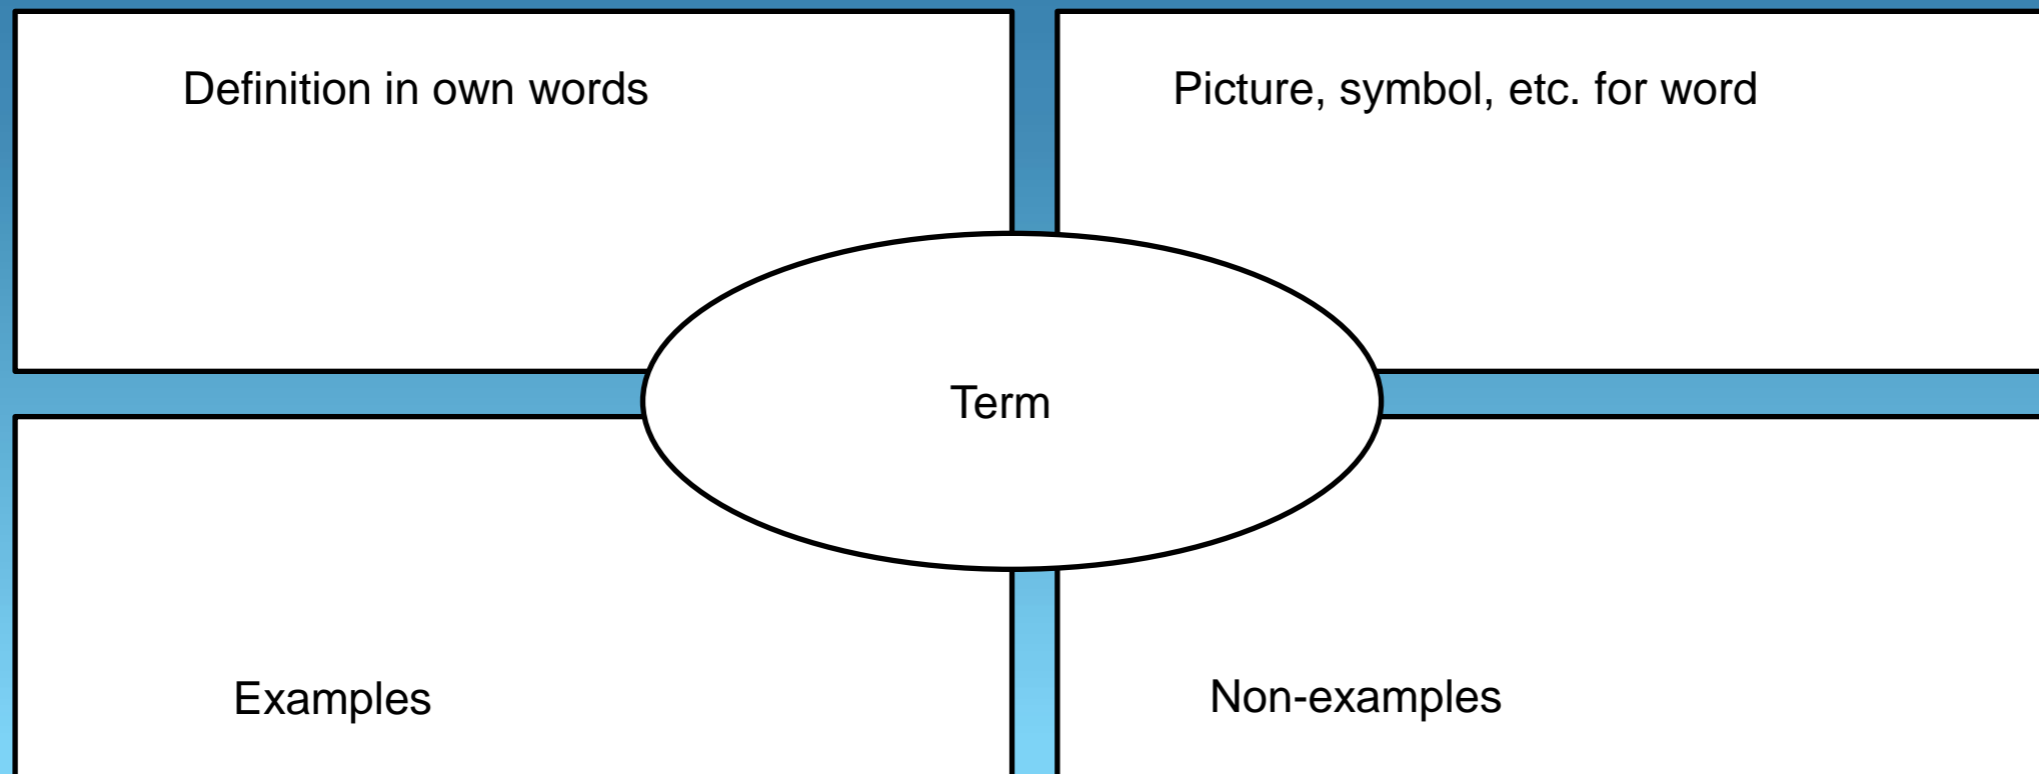 Definition in own words
Picture, symbol, etc. for word
Term
Examples
Non-examples